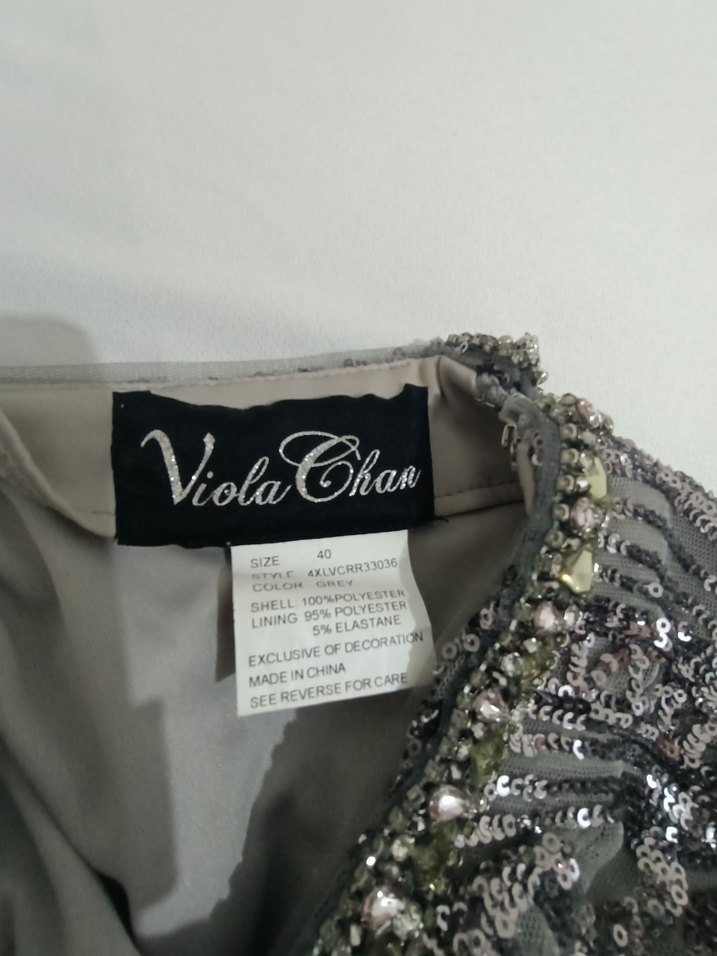 Viola Chan
SIZE 40
STYLE 4XLVCRR33036
COLOR GREY
SHELL 100%POLYESTER
LINING 95% POLYESTER
5% ELASTANE
EXCLUSIVE OF DECORATION
MADE IN CHINA
SEE REVERSE FOR CARE